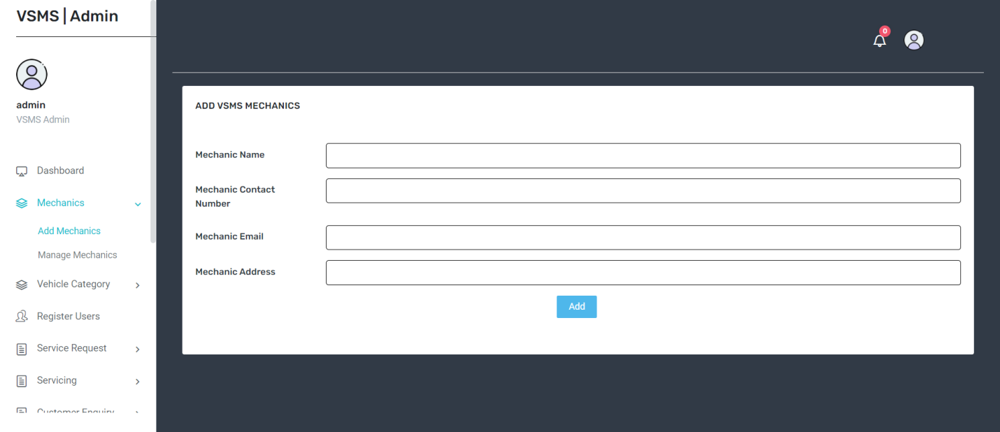 VSMS | Admin
0
admin
VSMS Admin
Dashboard
Mechanics
Add Mechanics
Manage Mechanics
Vehicle Category
Register Users
Service Request
Servicing
Customer Enquiry
ADD VSMS MECHANICS
Mechanic Name
Mechanic Contact
Number
Mechanic Email
Mechanic Address
Add